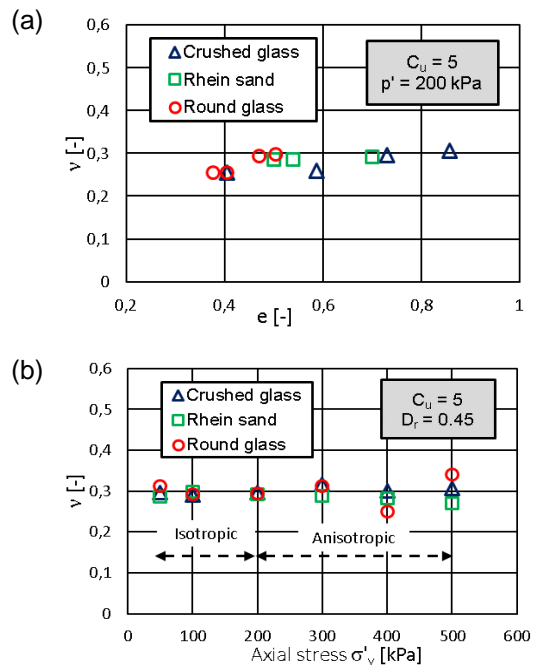 (a)
0,6
0,5
0,4
0,3
0,2
0,1
0
ν [-]
Crushed glass
Rhein sand
Round glass
Cu = 5
p' = 200 kPa
0,2 0,4 0,6 0,8 1
e [-]
(b)
0,6
0,5
0,4
0,3
0,2
0,1
0
ν [-]
Crushed glass
Rhein sand
Round glass
Cu = 5
Dr = 0.45
Isotropic
Anisotropic
0 100 200 300 400 500 600
Axial stress σ'v [kPa]